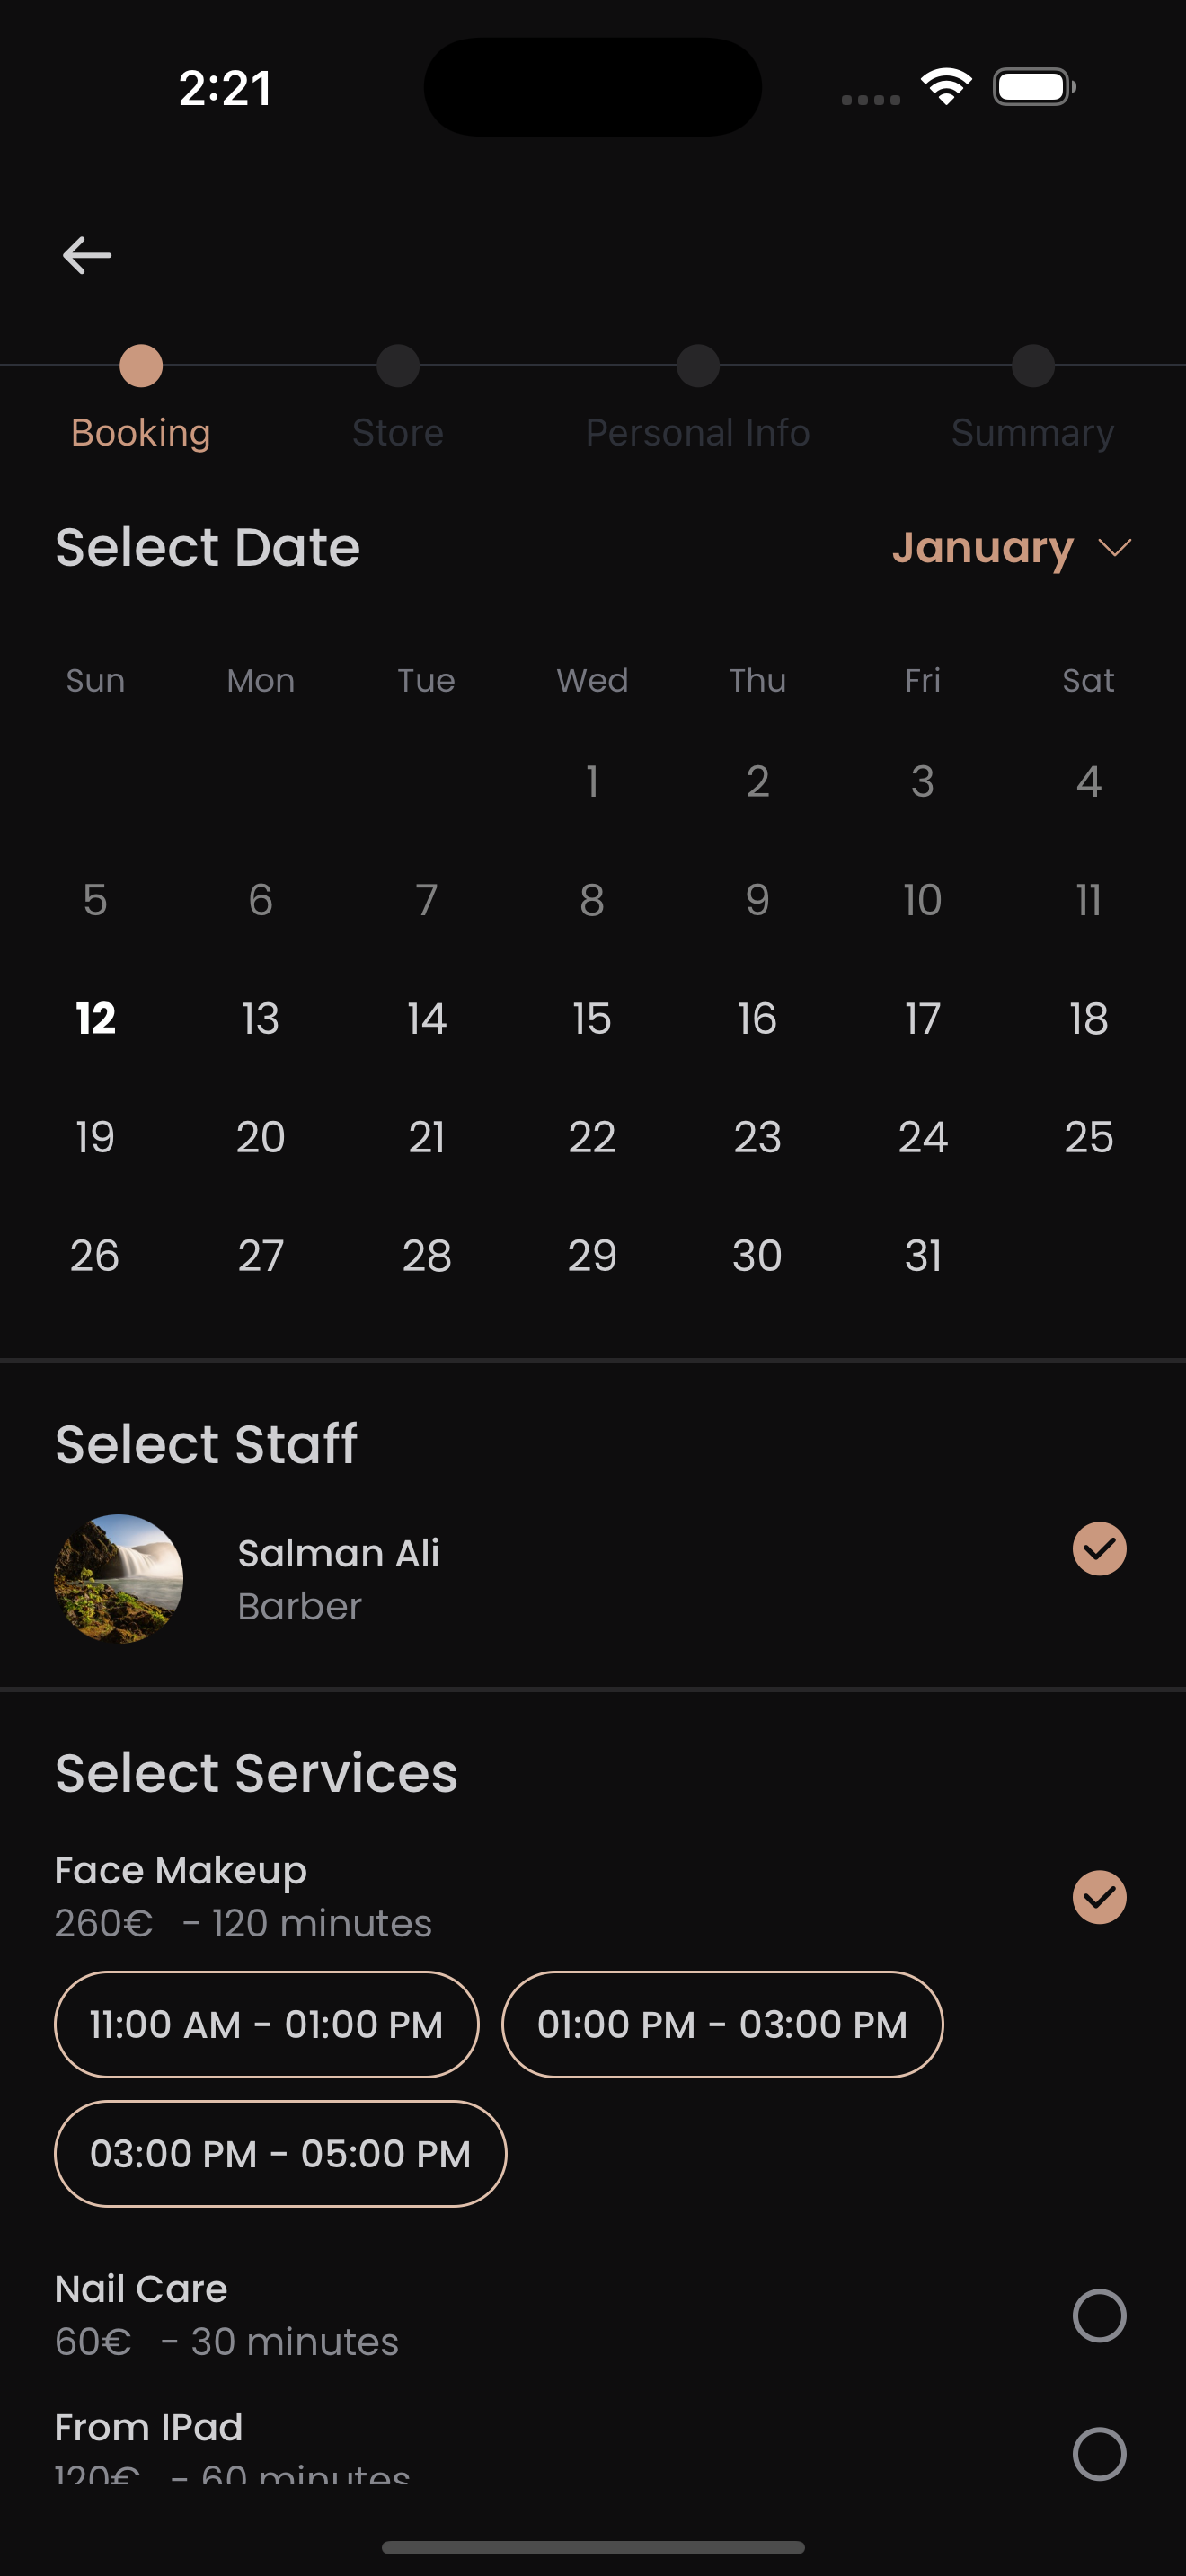 2:21
Booking Store Personal Info Summary
Select Date January
Sun Mon Tue Wed Thu Fri Sat
1 2 3 4
5 6 7 8 9 10 11
12 13 14 15 16 17 18
19 20 21 22 23 24 25
26 27 28 29 30 31
Select Staff
Salman Ali
Barber
Select Services
Face Makeup
260€ - 120 minutes
11:00 AM - 01:00 PM 01:00 PM - 03:00 PM
03:00 PM - 05:00 PM
Nail Care
60€ - 30 minutes
From IPad
120€ - 60 minutes